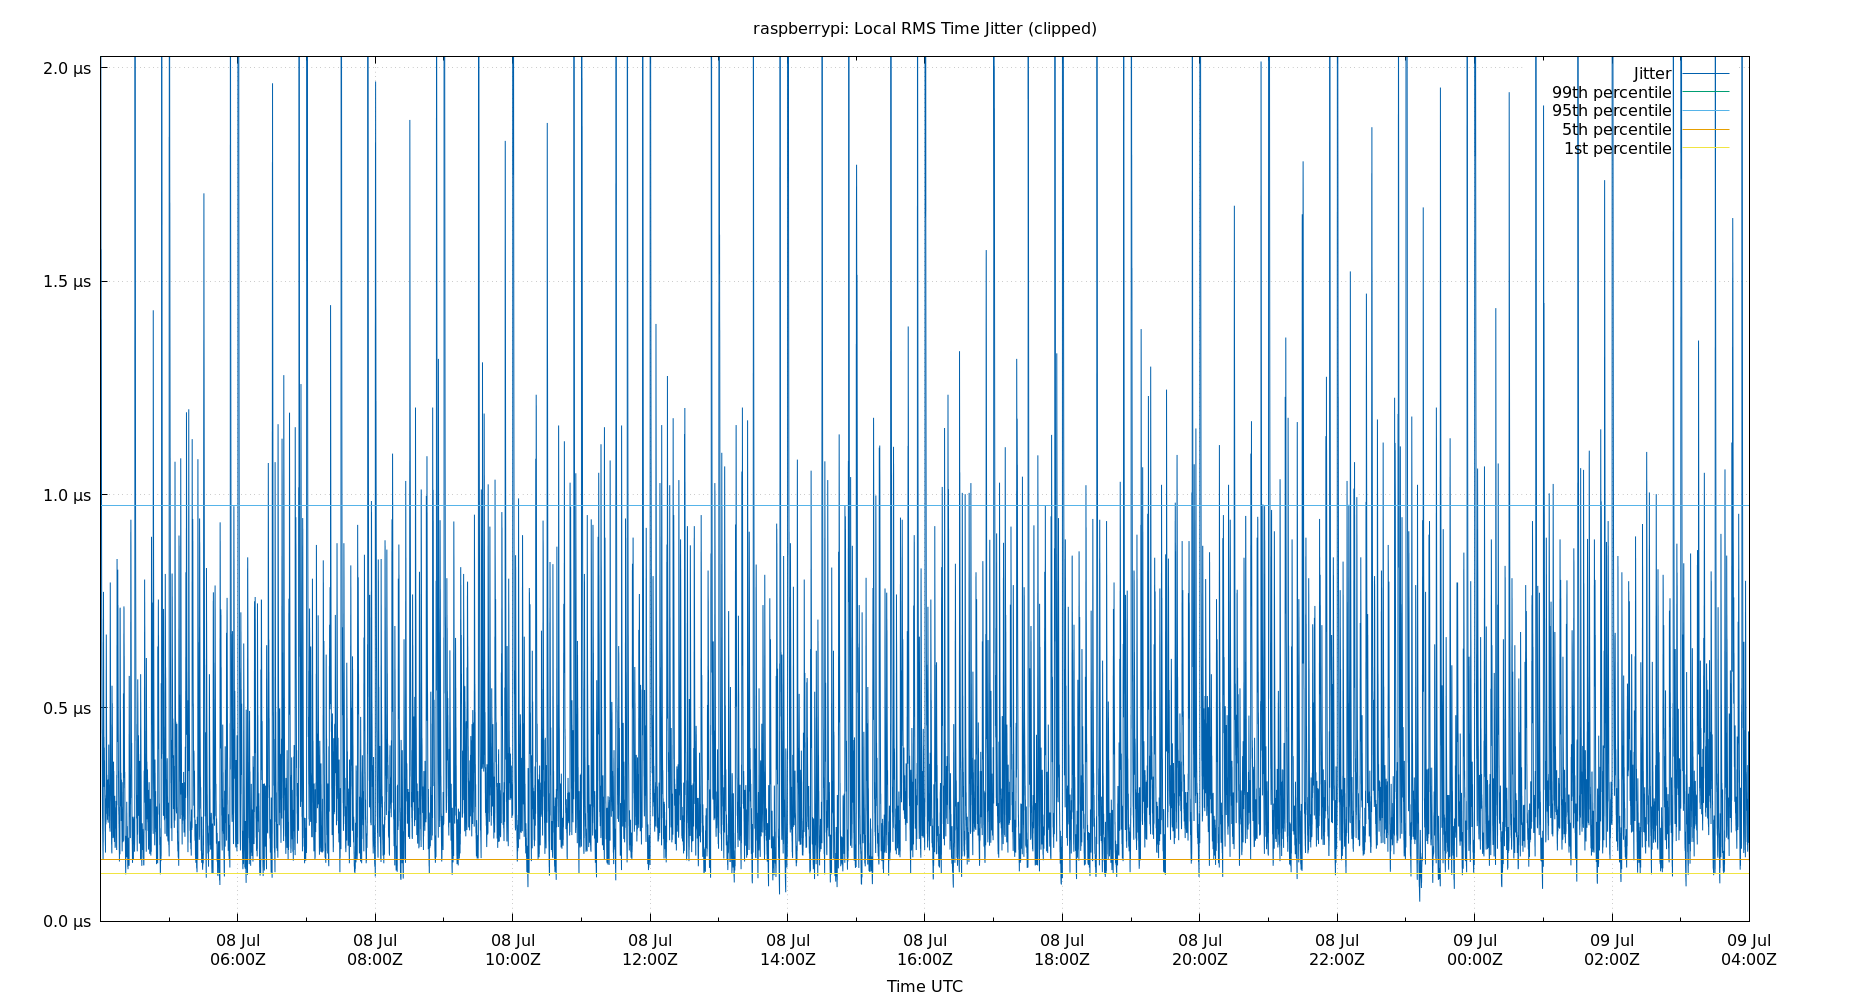 raspberrypi: Local RMS Time Jitter (clipped)
2.0 µs
1.5 µs
1.0 µs
0.5 µs
0.0 µs
Jitter
99th percentile
95th percentile
5th percentile
1st percentile
08 Jul 08 Jul 08 Jul 08 Jul 08 Jul 08 Jul 08 Jul 08 Jul 08 Jul 09 Jul 09 Jul 09 Jul
06:00Z 08:00Z 10:00Z 12:00Z 14:00Z 16:00Z 18:00Z 20:00Z 22:00Z 00:00Z 02:00Z 04:00Z
Time UTC